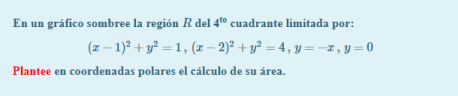 En un gráfico sombree la región R del 4ᵗᵒ cuadrante limitada por:
(x − 1)² + y² = 1 , (x − 2)² + y² = 4 , y = −x , y = 0
Plantee en coordenadas polares el cálculo de su área.